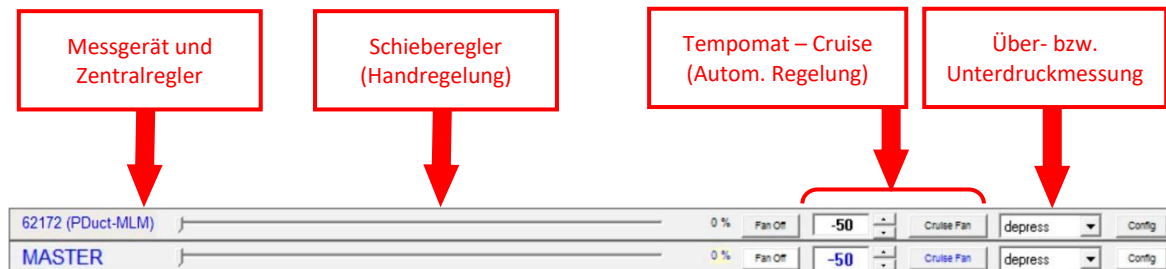 Messgerät und
Zentralregler
Schieberegler
(Handregelung)
Tempomat – Cruise
(Autom. Regelung)
Über- bzw.
Unterdruckmessung
62172 (PDuct-MLM) 0 % Fan Off -50 Cruise Fan depress Config
MASTER 0 % Fan Off -50 Cruise Fan depress Config